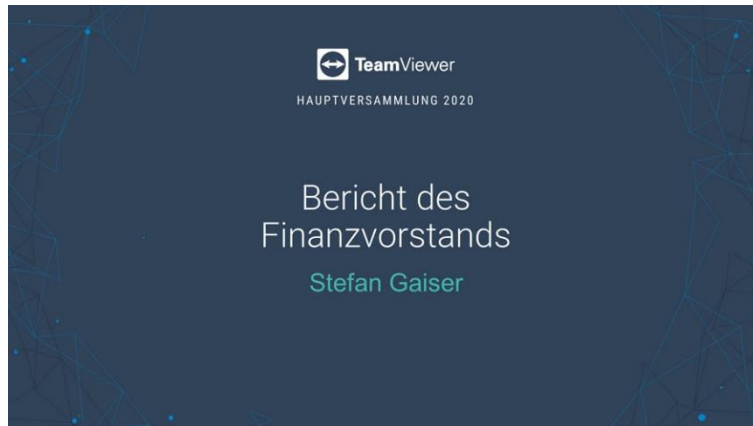 TeamViewer
HAUPTVERSAMMLUNG 2020
Bericht des
Finanzvorstands
Stefan Gaiser